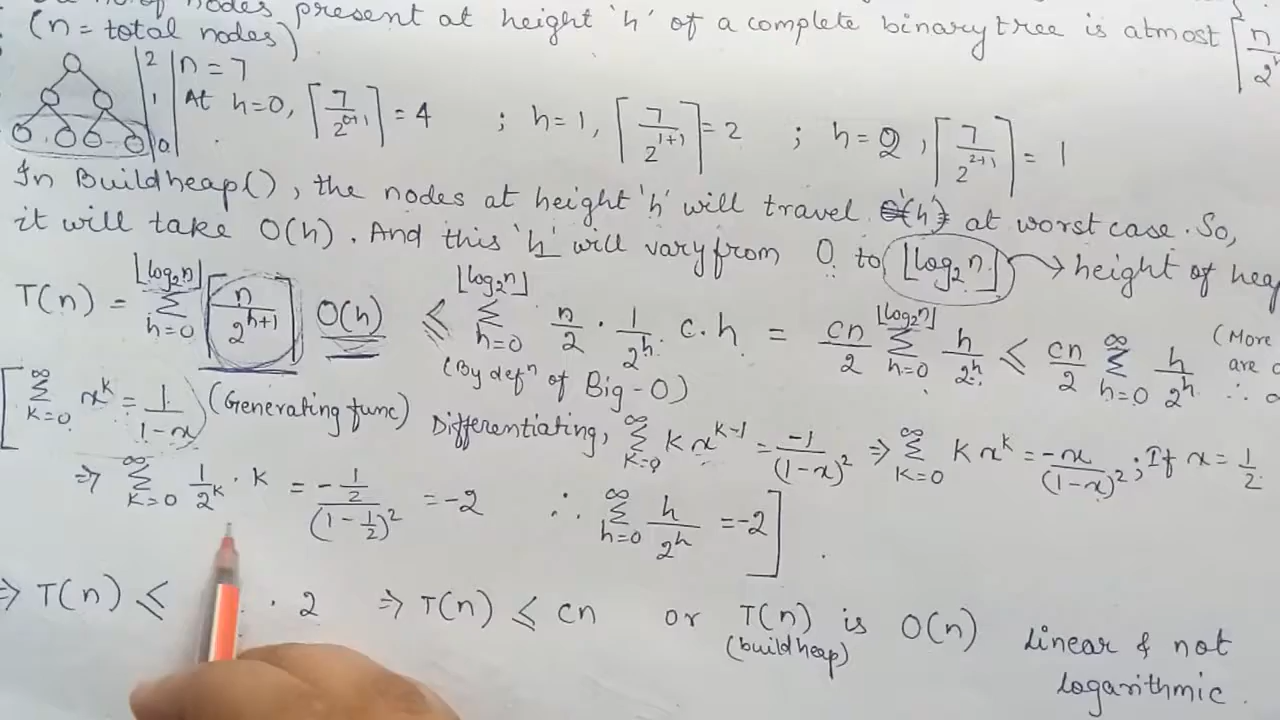 nodes present at height 'h' of a complete binary tree is atmost ⌈n/2^h
(n = total nodes)
2 | n = 7
1 | At h=0, ⌈7/2^(0+1)⌉ = 4 ; h=1, ⌈7/2^(1+1)⌉ = 2 ; h=2, ⌈7/2^(2+1)⌉ = 1
0
In Buildheap(), the nodes at height 'h' will travel 'h' at worst case. So,
it will take O(h). And this 'h' will vary from 0 to ⌊log₂n⌋ → height of heap
T(n) = Σ_{h=0}^{⌊log₂n⌋} ⌈n/2^(h+1)⌉ O(h) ≤ Σ_{h=0}^{⌊log₂n⌋} n/2 · 1/2^h · c.h = cn/2 Σ_{h=0}^{⌊log₂n⌋} h/2^h < cn/2 Σ_{h=0}^{∞} h/2^h (More are
(By defⁿ of Big-O)
[Σ_{K=0}^{∞} x^k = 1/(1-x) (Generating func) Differentiating, Σ_{K=0}^{∞} K x^(k-1) = -1/(1-x)² ⇒ Σ_{K=0}^{∞} K x^k = -x/(1-x)² ; If x = 1/2
⇒ Σ_{K=0}^{∞} 1/2^k · k = -(1/2)/(1-1/2)² = -2 ∴ Σ_{h=0}^{∞} h/2^h = -2]
⇒ T(n) ≤ · 2 ⇒ T(n) ≤ cn or T(n) is O(n) Linear & not
(buildheap) logarithmic.